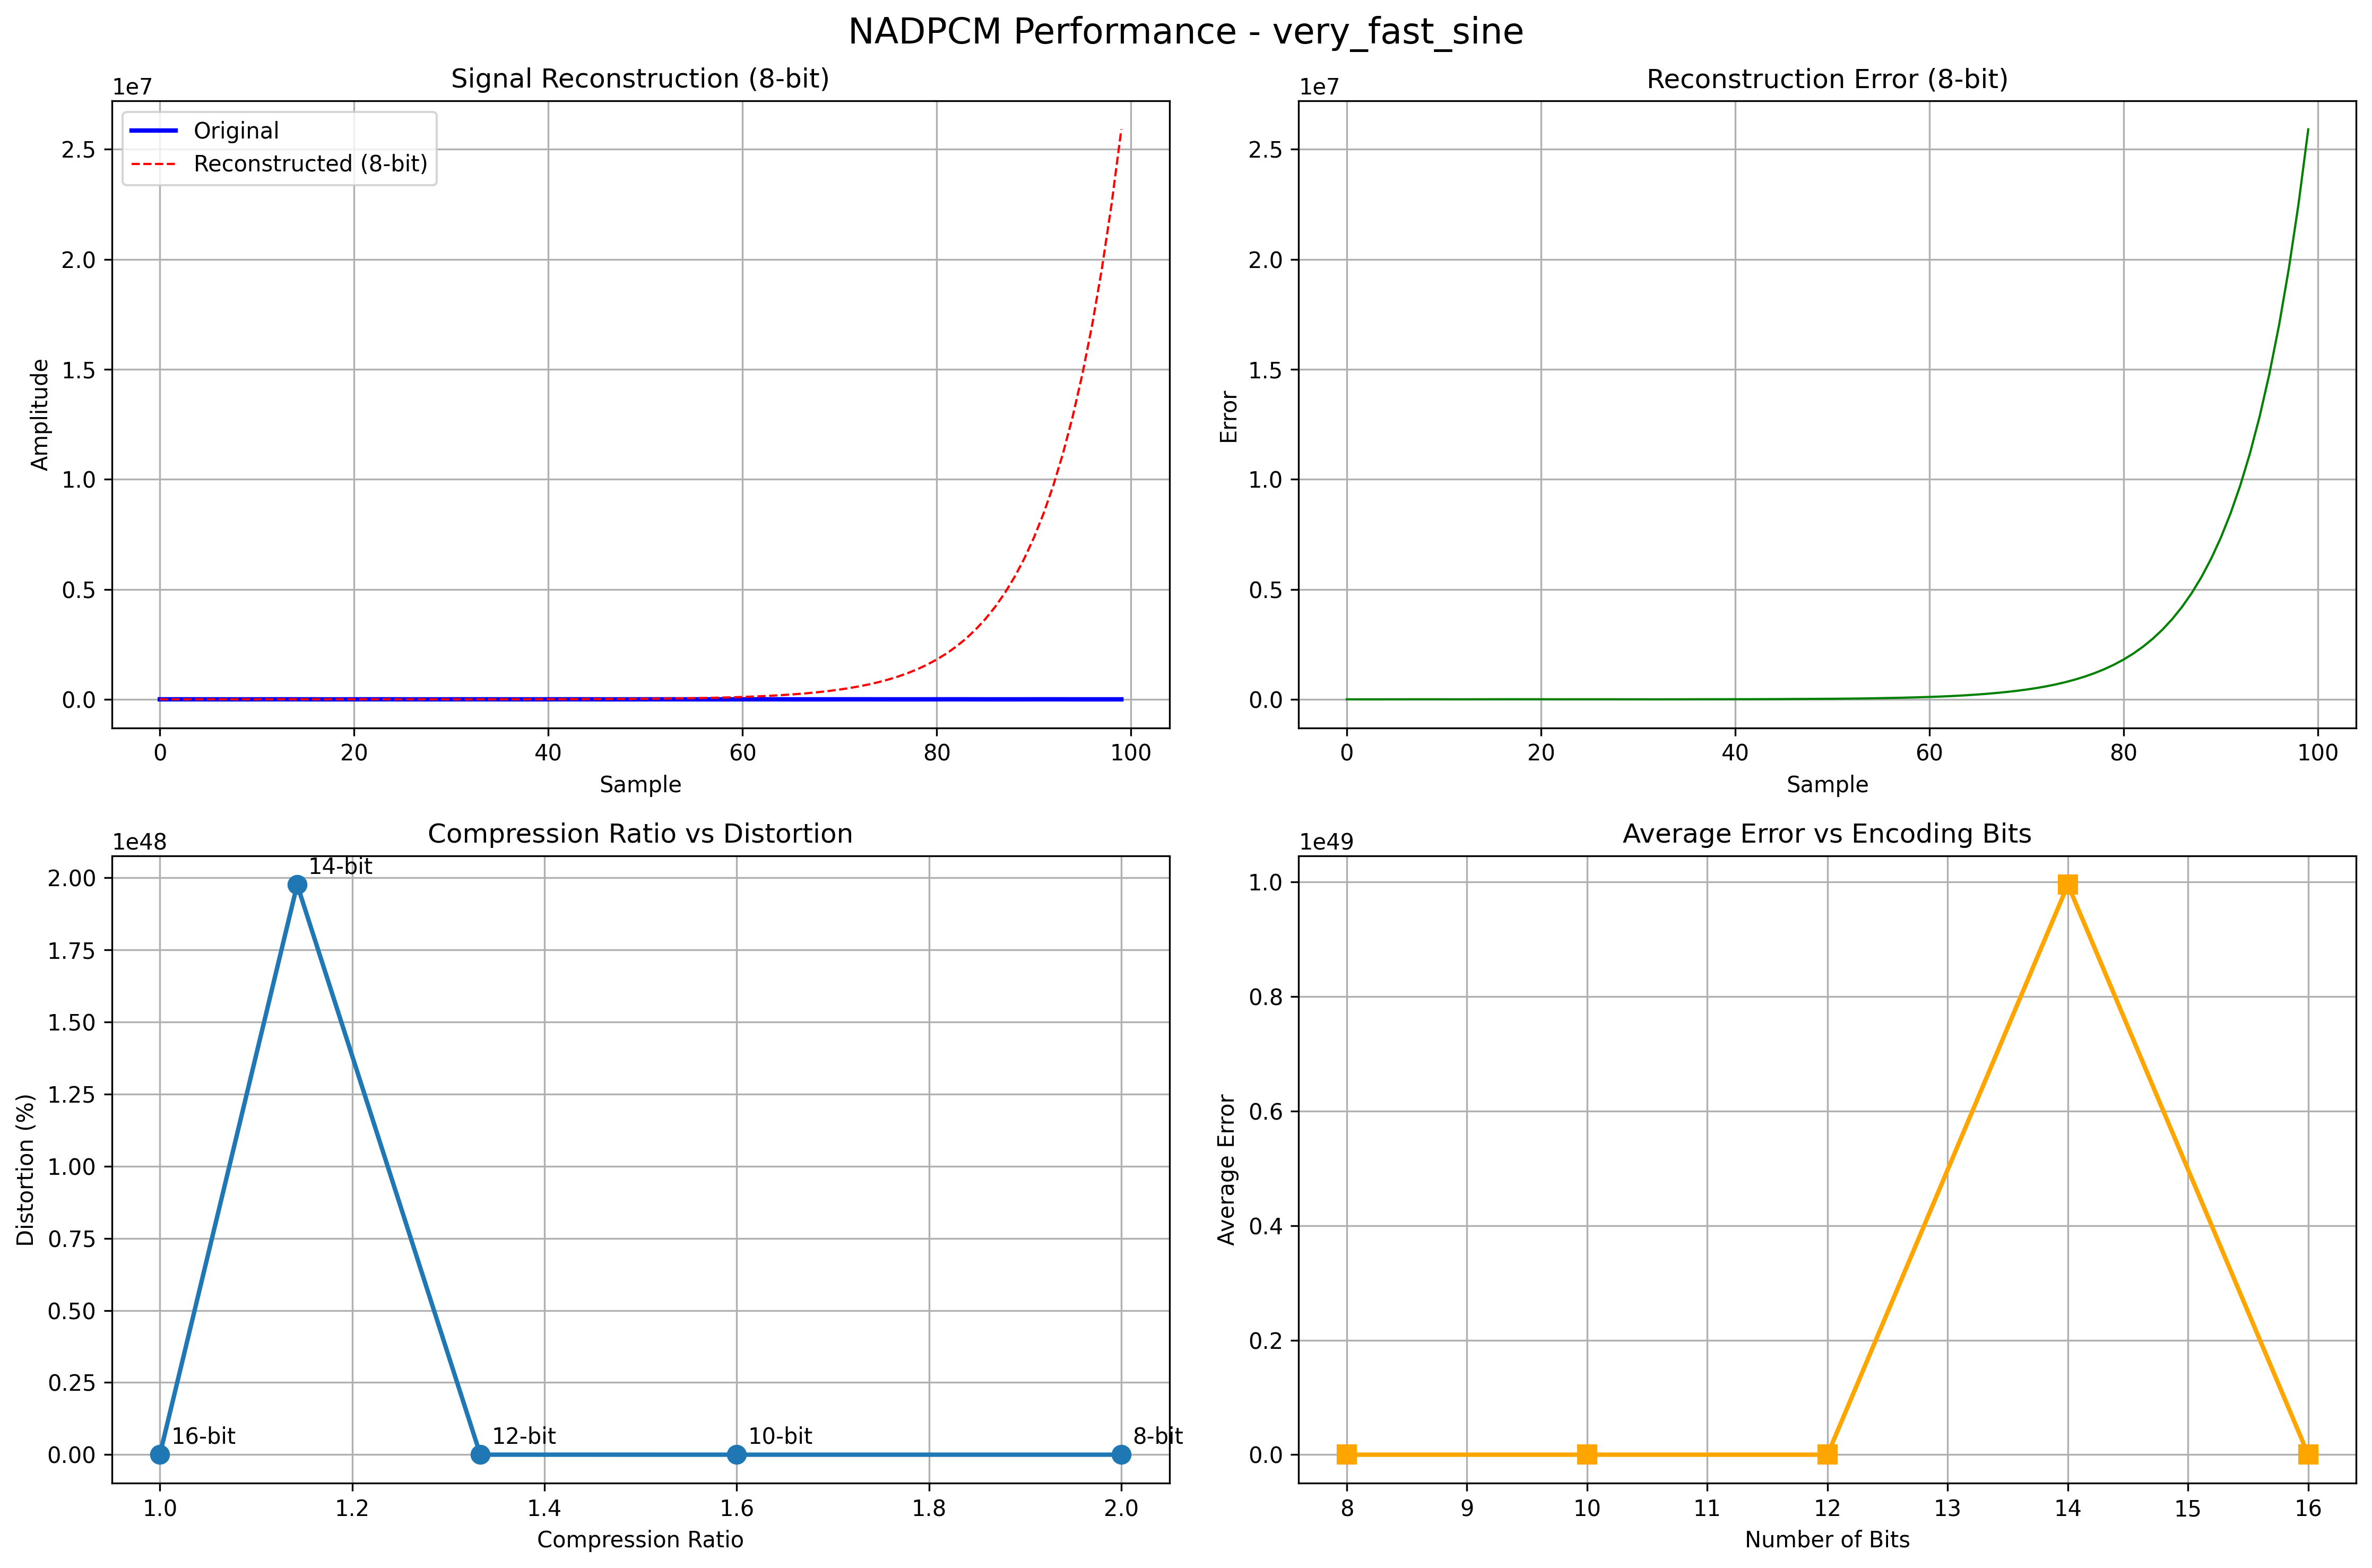 NADPCM Performance - very_fast_sine
Signal Reconstruction (8-bit)
1e7
Original
Reconstructed (8-bit)
2.5
2.0
1.5
1.0
0.5
0.0
Amplitude
0 20 40 60 80 100
Sample
Reconstruction Error (8-bit)
1e7
2.5
2.0
1.5
1.0
0.5
0.0
Error
0 20 40 60 80 100
Sample
Compression Ratio vs Distortion
1e48
2.00
1.75
1.50
1.25
1.00
0.75
0.50
0.25
0.00
Distortion (%)
14-bit
16-bit 12-bit 10-bit 8-bit
1.0 1.2 1.4 1.6 1.8 2.0
Compression Ratio
Average Error vs Encoding Bits
1e49
1.0
0.8
0.6
0.4
0.2
0.0
Average Error
8 9 10 11 12 13 14 15 16
Number of Bits